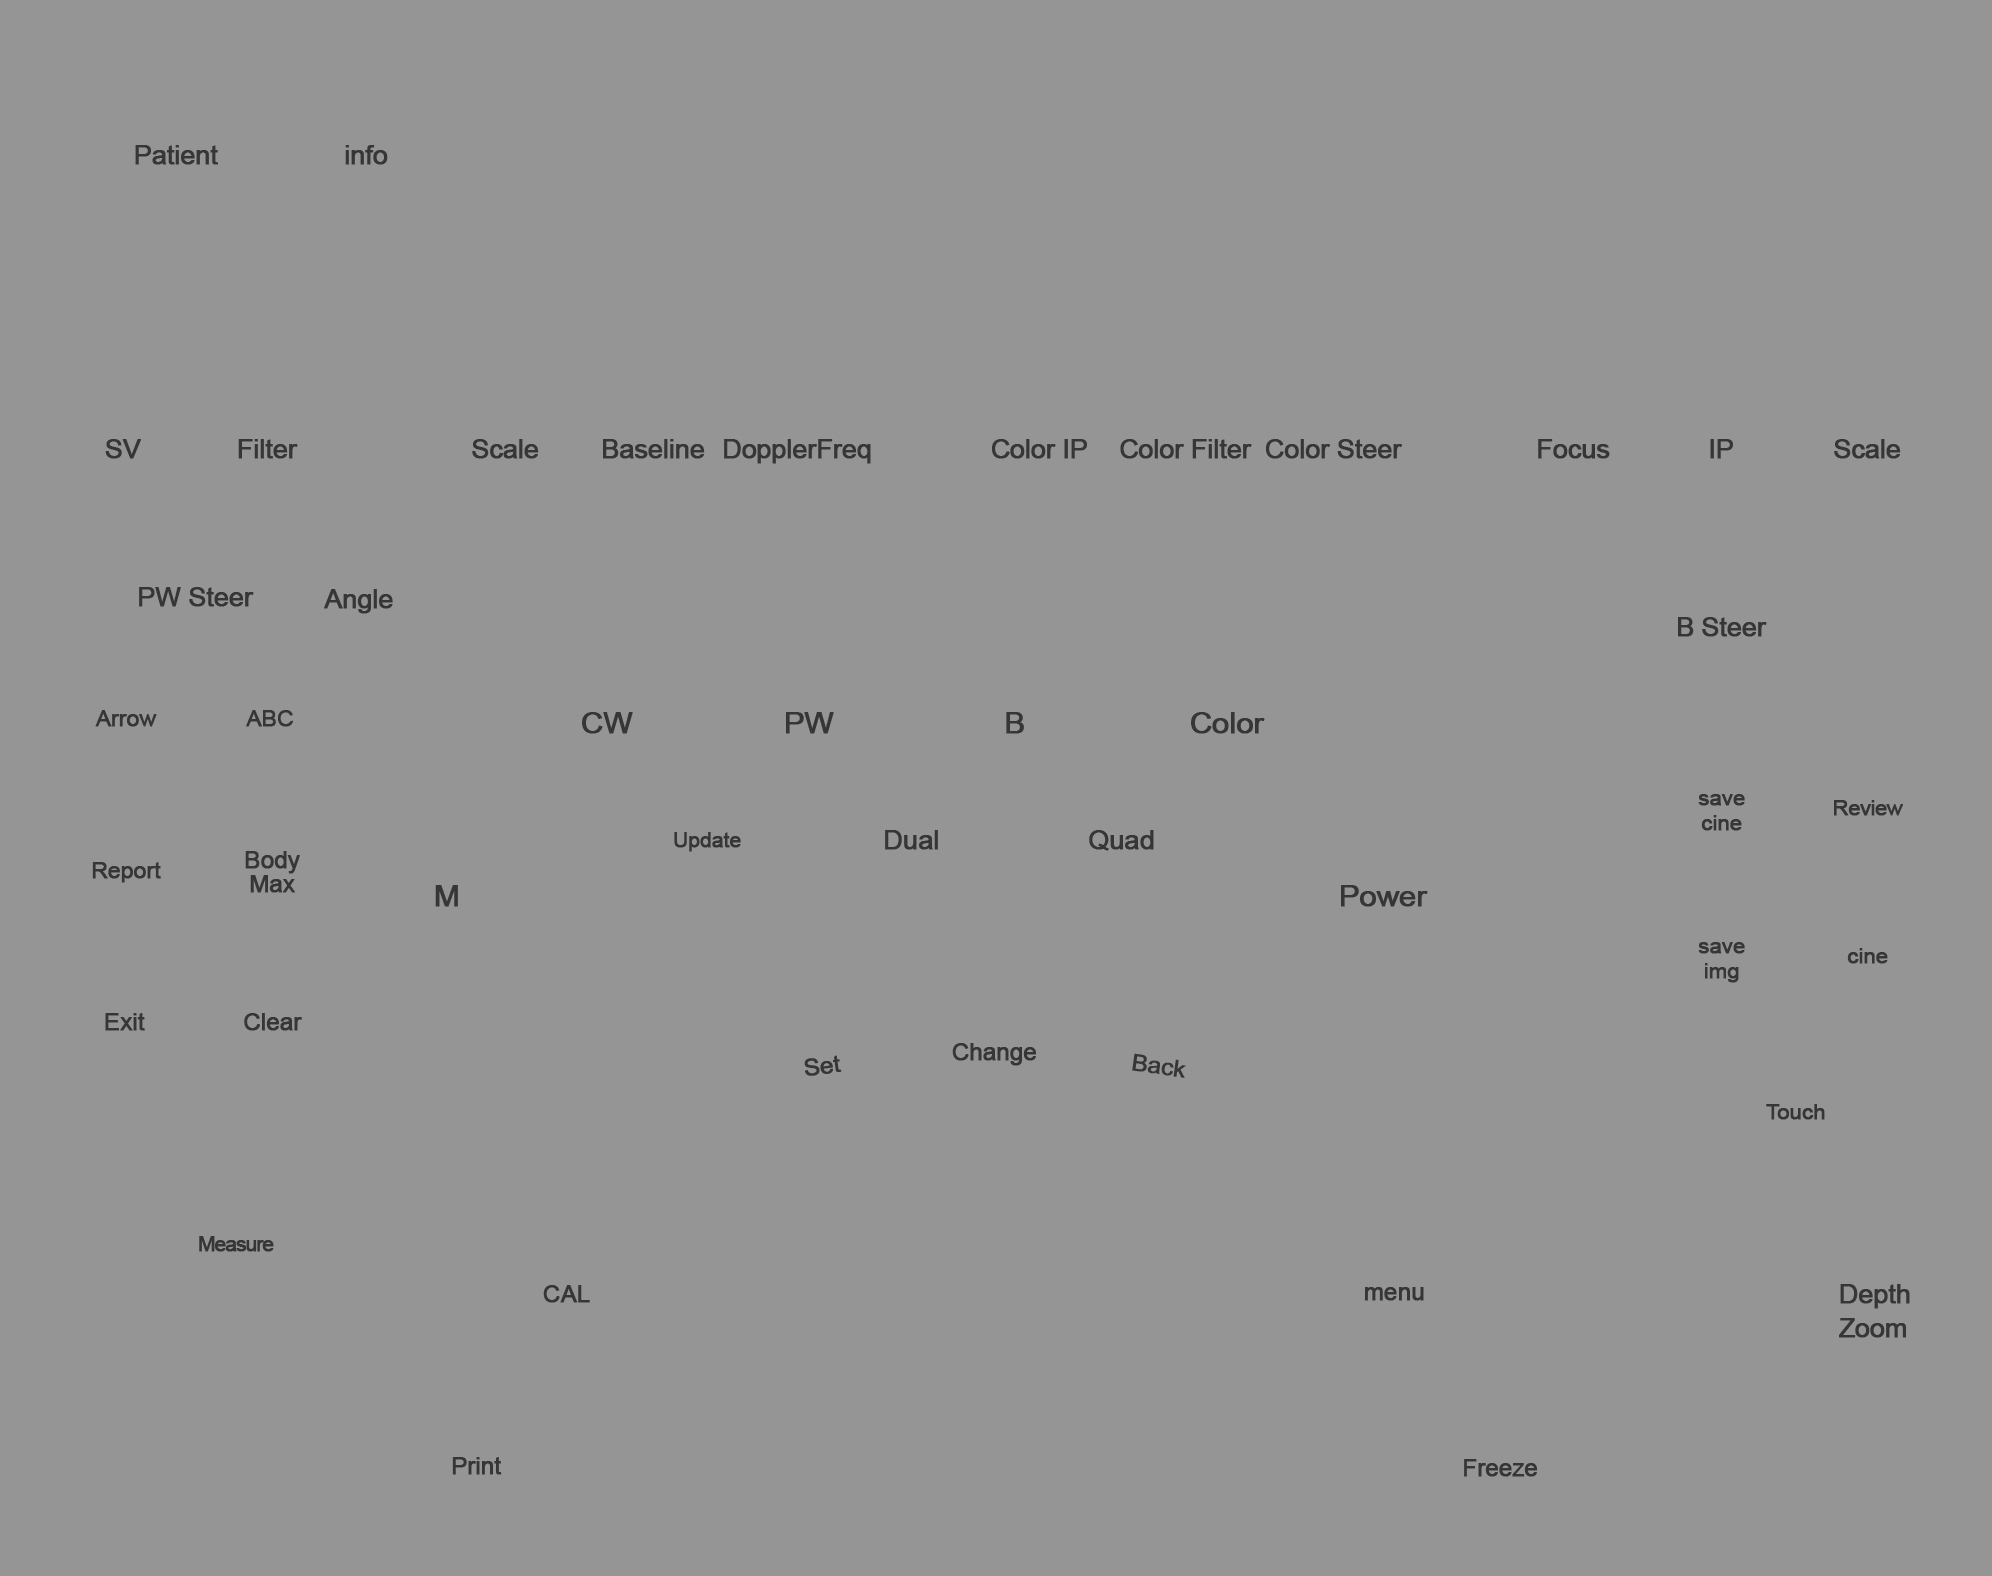 Patient info
SV Filter Scale Baseline DopplerFreq Color IP Color Filter Color Steer Focus IP Scale
PW Steer Angle
B Steer
Arrow ABC CW PW B Color
save
cine
Review
Update Dual Quad
Report
Body
Max
M Power
save
img
cine
Exit Clear
Set Change Back
Touch
Measure
CAL menu
Depth
Zoom
Print Freeze